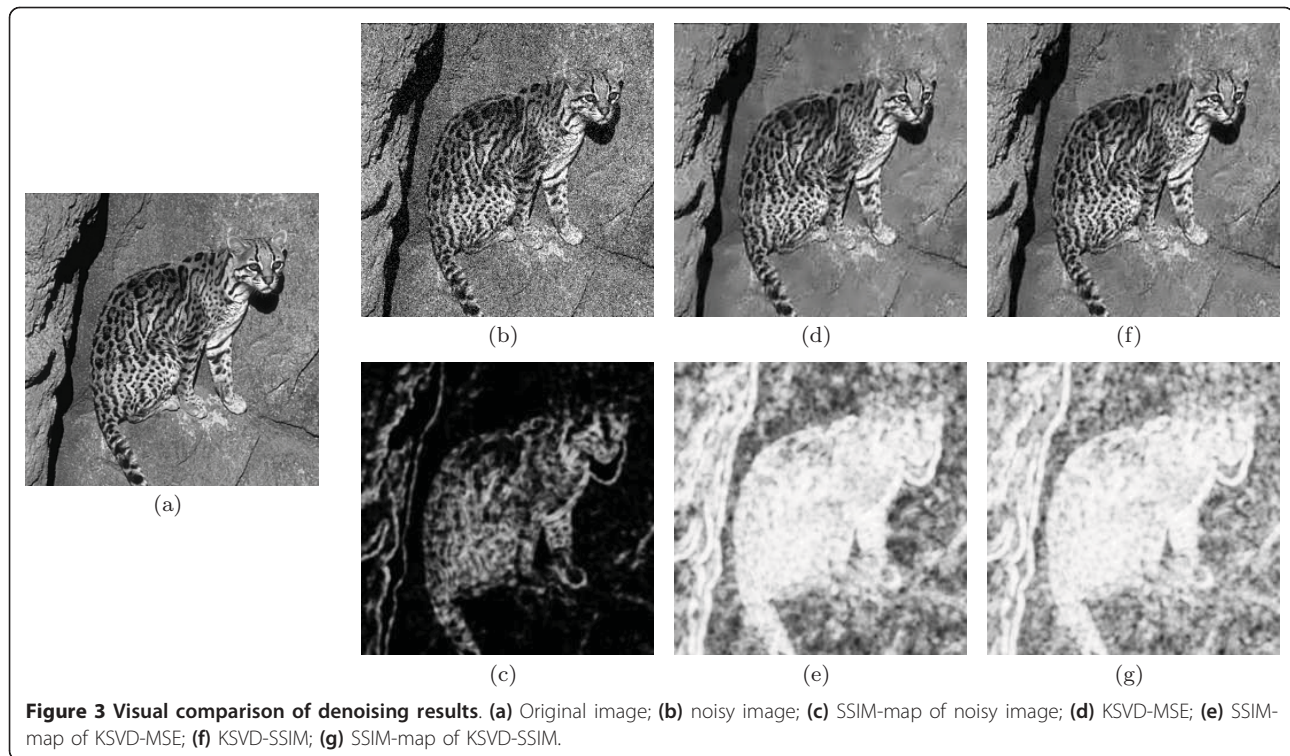 (b)
(d)
(f)
(a)
(c)
(e)
(g)
Figure 3 Visual comparison of denoising results. (a) Original image; (b) noisy image; (c) SSIM-map of noisy image; (d) KSVD-MSE; (e) SSIM-
map of KSVD-MSE; (f) KSVD-SSIM; (g) SSIM-map of KSVD-SSIM.